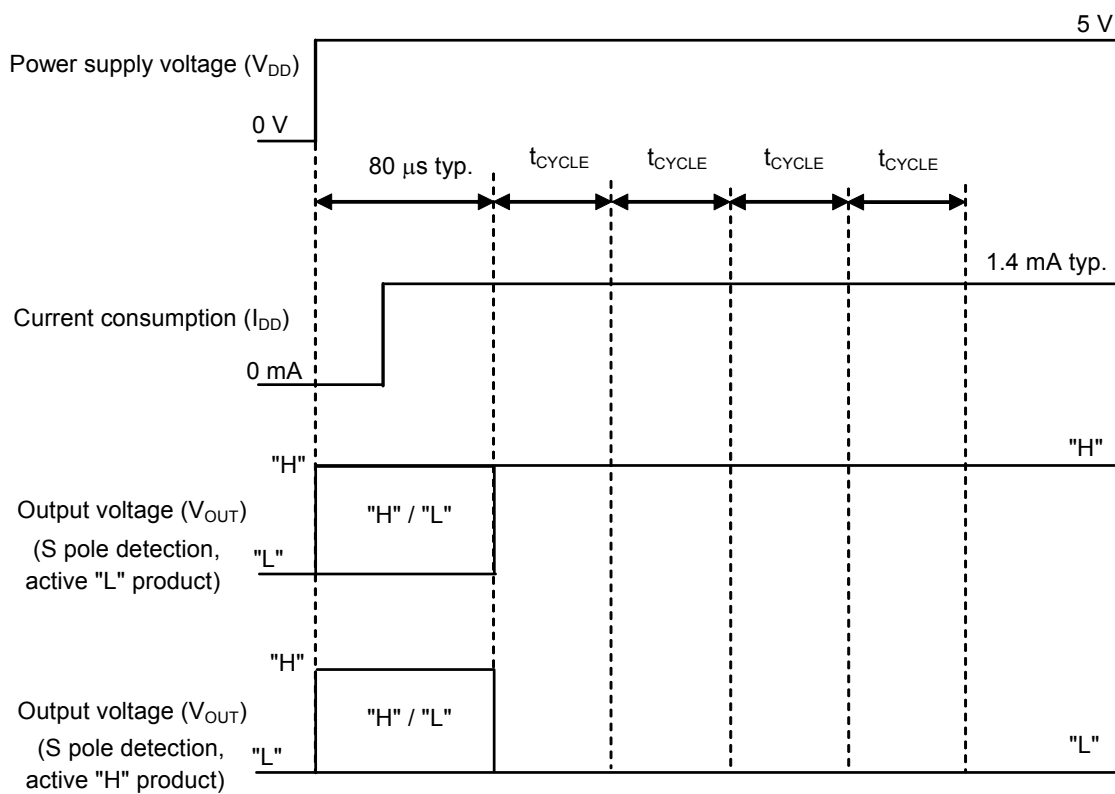 5 V
Power supply voltage (VDD)
0 V
80 μs typ.
tCYCLE
tCYCLE
tCYCLE
tCYCLE
1.4 mA typ.
Current consumption (IDD)
0 mA
"H"
"H"
Output voltage (VOUT)
(S pole detection,
active "L" product)
"H" / "L"
"L"
"H"
Output voltage (VOUT)
(S pole detection,
active "H" product)
"H" / "L"
"L"
"L"